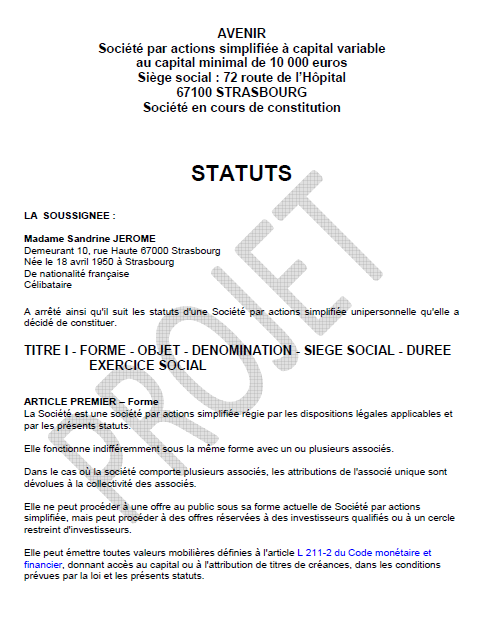 AVENIR
Société par actions simplifiée à capital variable
au capital minimal de 10 000 euros
Siège social : 72 route de l'Hôpital
67100 STRASBOURG
Société en cours de constitution
STATUTS
LA SOUSSIGNEE :
Madame Sandrine JEROME
Demeurant 10, rue Haute 67000 Strasbourg
Née le 18 avril 1950 à Strasbourg
De nationalité française
Célibataire
A arrêté ainsi qu'il suit les statuts d'une Société par actions simplifiée unipersonnelle qu'elle a
décidé de constituer.
TITRE I - FORME - OBJET - DENOMINATION - SIEGE SOCIAL - DUREE
EXERCICE SOCIAL
ARTICLE PREMIER – Forme
La Société est une société par actions simplifiée régie par les dispositions légales applicables et
par les présents statuts.
Elle fonctionne indifféremment sous la même forme avec un ou plusieurs associés.
Dans le cas où la société comporte plusieurs associés, les attributions de l'associé unique sont
dévolues à la collectivité des associés.
Elle ne peut procéder à une offre au public sous sa forme actuelle de Société par actions
simplifiée, mais peut procéder à des offres réservées à des investisseurs qualifiés ou à un cercle
restreint d'investisseurs.
Elle peut émettre toutes valeurs mobilières définies à l'article L 211-2 du Code monétaire et
financier, donnant accès au capital ou à l'attribution de titres de créances, dans les conditions
prévues par la loi et les présents statuts.
PROJET